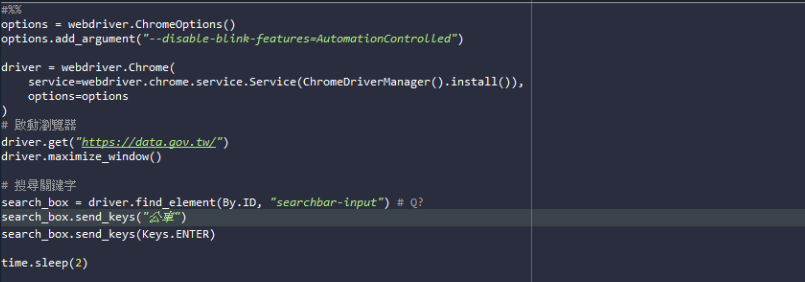 #%%
options = webdriver.ChromeOptions()
options.add_argument("--disable-blink-features=AutomationControlled")
driver = webdriver.Chrome(
service=webdriver.chrome.service.Service(ChromeDriverManager().install()),
options=options
)
# 啟動瀏覽器
driver.get("https://data.gov.tw/")
driver.maximize_window()
# 搜尋關鍵字
search_box = driver.find_element(By.ID, "searchbar-input") # Q?
search_box.send_keys("公車")
search_box.send_keys(Keys.ENTER)
time.sleep(2)